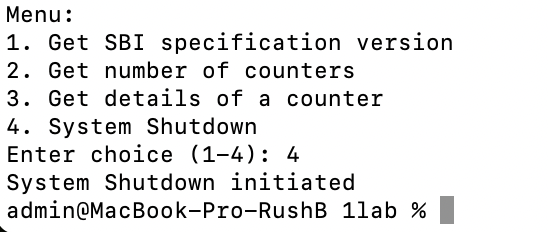 Menu:
1. Get SBI specification version
2. Get number of counters
3. Get details of a counter
4. System Shutdown
Enter choice (1–4): 4
System Shutdown initiated
admin@MacBook-Pro-RushB 1lab %